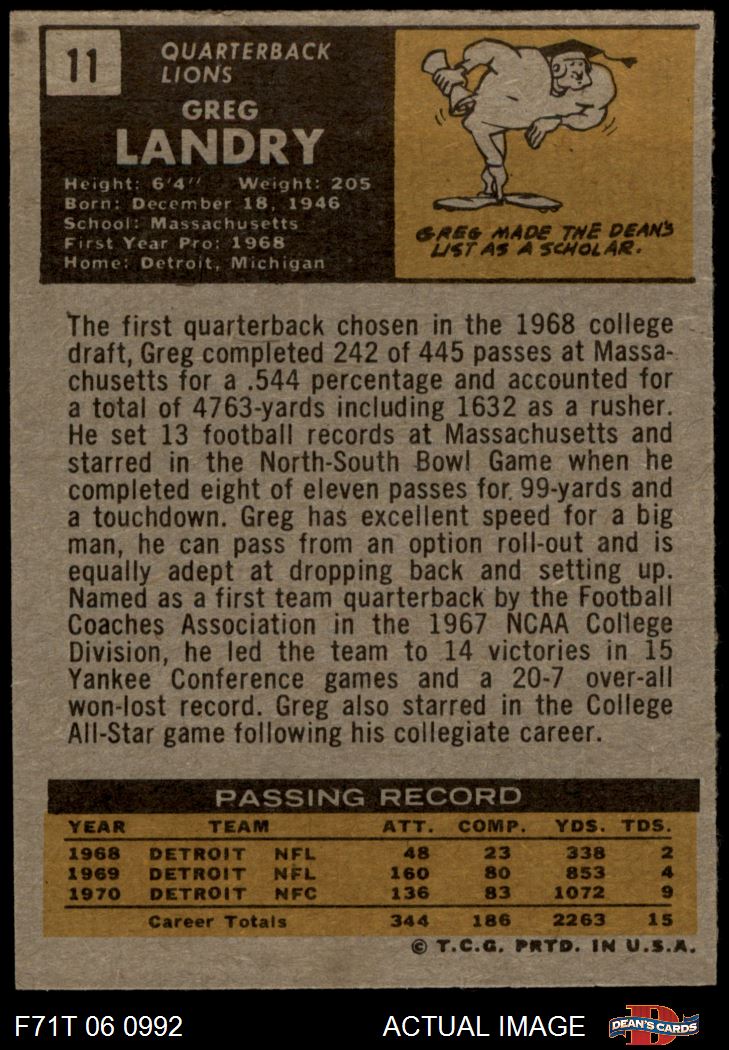 11
QUARTERBACK
LIONS
GREG
LANDRY
Height: 6'4" Weight: 205
Born: December 18, 1946
School: Massachusetts
First Year Pro: 1968
Home: Detroit, Michigan
GREG MADE THE DEAN'S
LIST AS A SCHOLAR.
The first quarterback chosen in the 1968 college
draft, Greg completed 242 of 445 passes at Massa-
chusetts for a .544 percentage and accounted for
a total of 4763-yards including 1632 as a rusher.
He set 13 football records at Massachusetts and
starred in the North-South Bowl Game when he
completed eight of eleven passes for 99-yards and
a touchdown. Greg has excellent speed for a big
man, he can pass from an option roll-out and is
equally adept at dropping back and setting up.
Named as a first team quarterback by the Football
Coaches Association in the 1967 NCAA College
Division, he led the team to 14 victories in 15
Yankee Conference games and a 20-7 over-all
won-lost record. Greg also starred in the College
All-Star game following his collegiate career.
PASSING RECORD
YEAR TEAM ATT. COMP. YDS. TDS.
1968 DETROIT NFL 48 23 338 2
1969 DETROIT NFL 160 80 853 4
1970 DETROIT NFC 136 83 1072 9
Career Totals 344 186 2263 15
© T.C.G. PRTD. IN U.S.A.
F71T 06 0992 ACTUAL IMAGE D DEAN'S CARDS